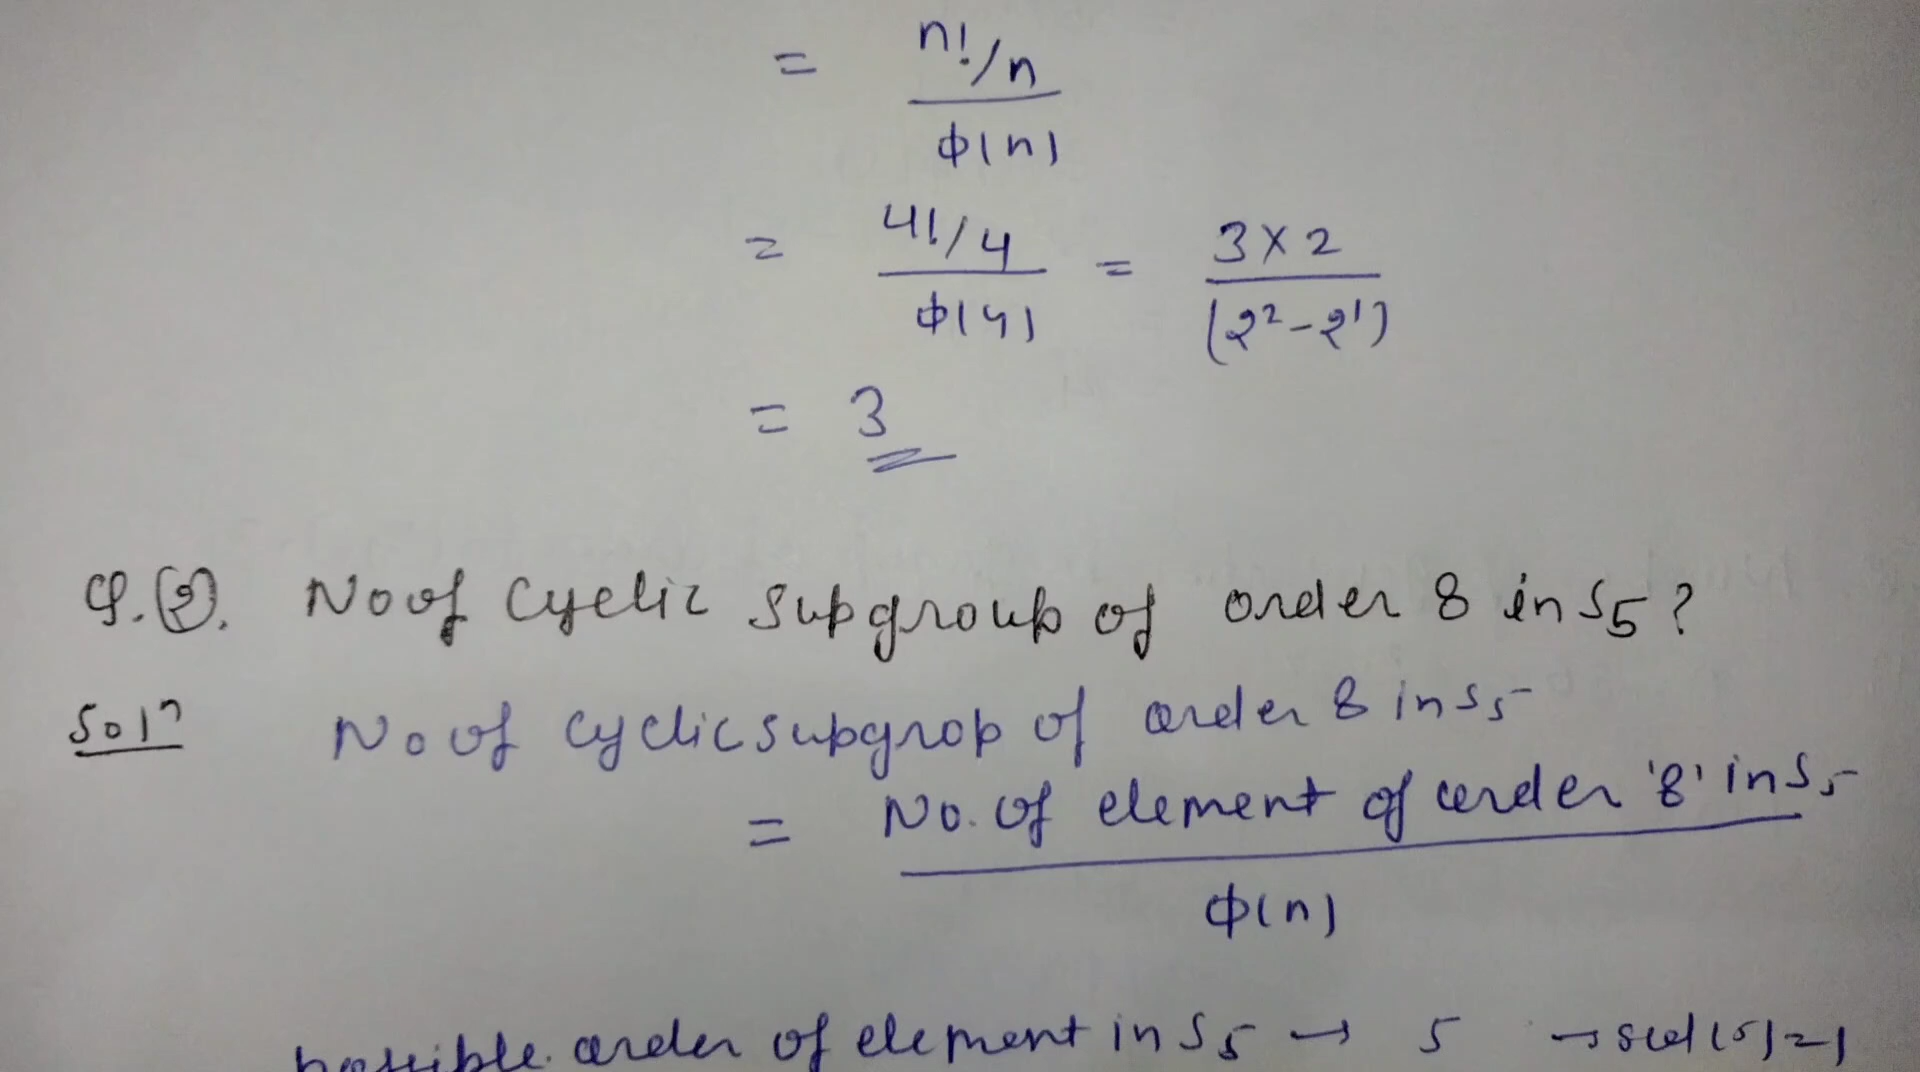 = n!/n / ϕ(n)
= 4!/4 / ϕ(4) = 3×2 / (2²-2¹)
= 3
Q.(2). No of cyclic subgroup of order 8 in S5?
Solⁿ No of cyclic subgrop of order 8 in S5
= No. of element of order '8' in S5 / ϕ(n)
possible order of element in S5 → 5